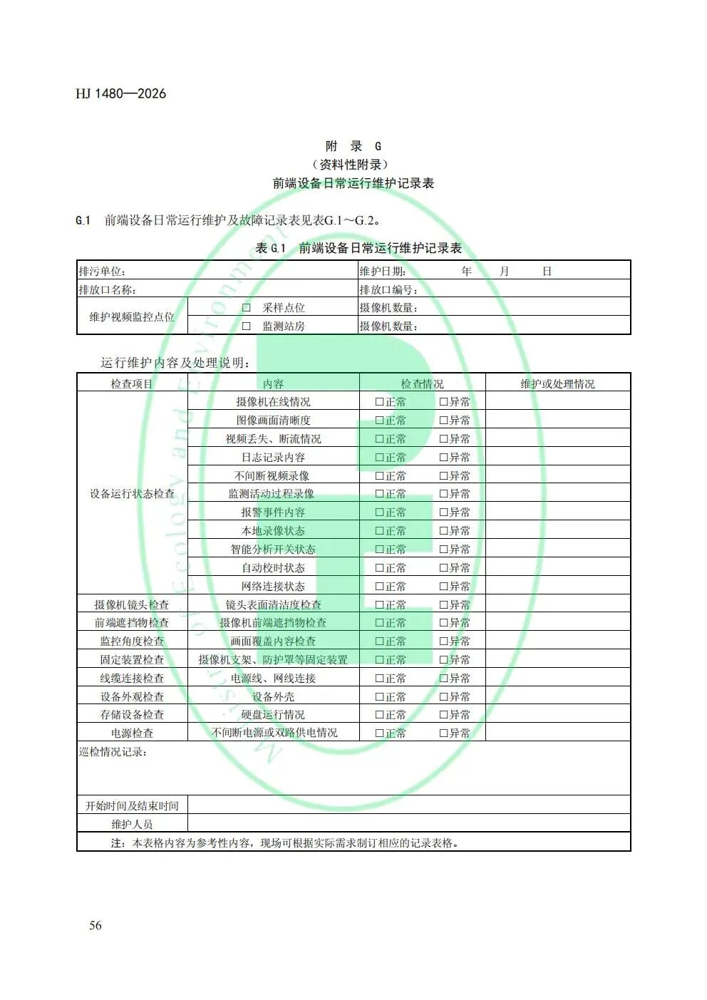 HJ 1480—2026
附 录 G
（资料性附录）
前端设备日常运行维护记录表
G.1 前端设备日常运行维护及故障记录表见表G.1～G.2。
表 G.1 前端设备日常运行维护记录表
排污单位： 维护日期： 年 月 日
排放口名称： 排放口编号：
维护视频监控点位
□ 采样点位 摄像机数量：
□ 监测站房 摄像机数量：
运行维护内容及处理说明：
检查项目 内容 检查情况 维护或处理情况
设备运行状态检查
摄像机在线情况 □正常 □异常
图像画面清晰度 □正常 □异常
视频丢失、断流情况 □正常 □异常
日志记录内容 □正常 □异常
不间断视频录像 □正常 □异常
监测活动过程录像 □正常 □异常
报警事件内容 □正常 □异常
本地录像状态 □正常 □异常
智能分析开关状态 □正常 □异常
自动校时状态 □正常 □异常
网络连接状态 □正常 □异常
摄像机镜头检查 镜头表面清洁度检查 □正常 □异常
前端遮挡物检查 摄像机前端遮挡物检查 □正常 □异常
监控角度检查 画面覆盖内容检查 □正常 □异常
固定装置检查 摄像机支架、防护罩等固定装置 □正常 □异常
线缆连接检查 电源线、网线连接 □正常 □异常
设备外观检查 设备外壳 □正常 □异常
存储设备检查 硬盘运行情况 □正常 □异常
电源检查 不间断电源或双路供电情况 □正常 □异常
巡检情况记录：
开始时间及结束时间
维护人员
注：本表格内容为参考性内容，现场可根据实际需求制订相应的记录表格。
56
Ministry of Ecology and Environment